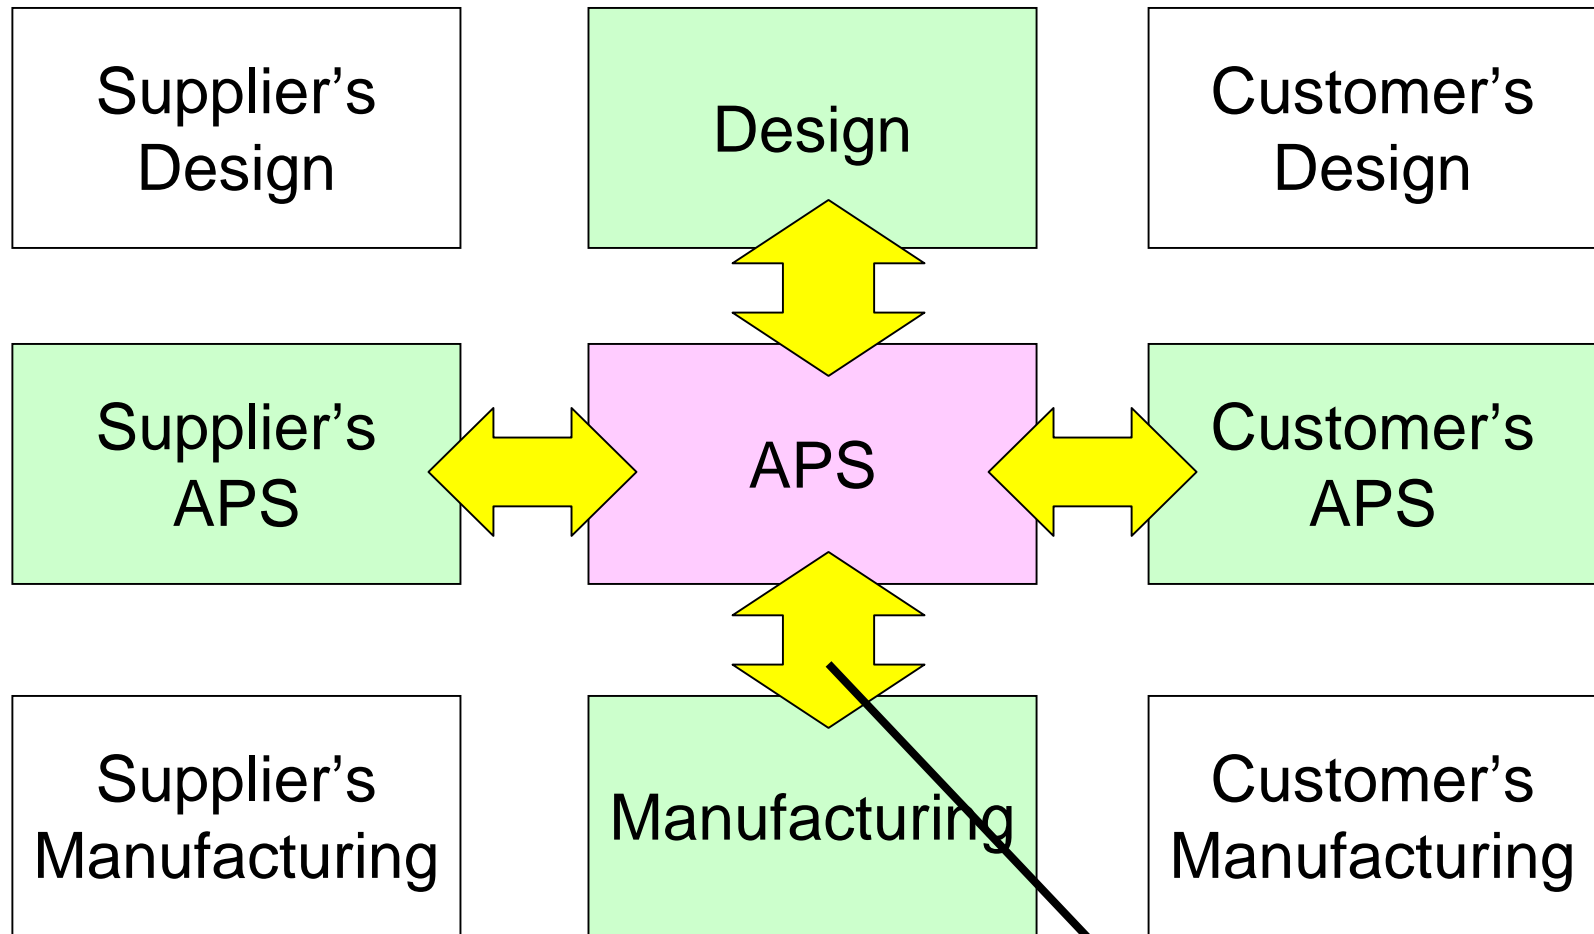 Supplier’s
Design
Design
Customer’s
Design
Supplier’s
APS
APS
Customer’s
APS
Supplier’s
Manufacturing
Manufacturing
Customer’s
Manufacturing